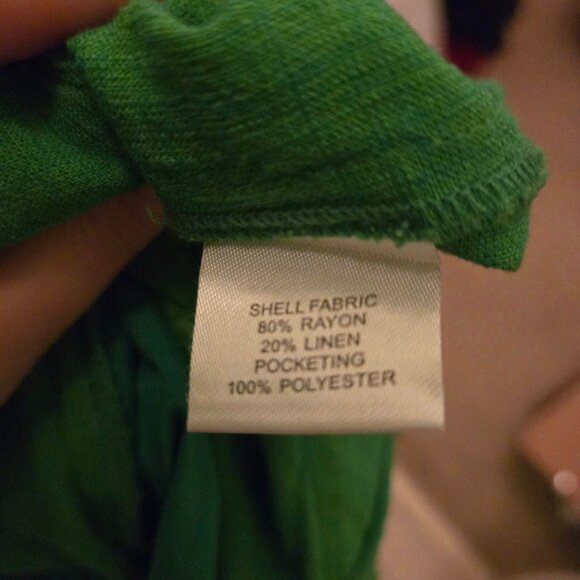 SHELL FABRIC
80% RAYON
20% LINEN
POCKETING
100% POLYESTER